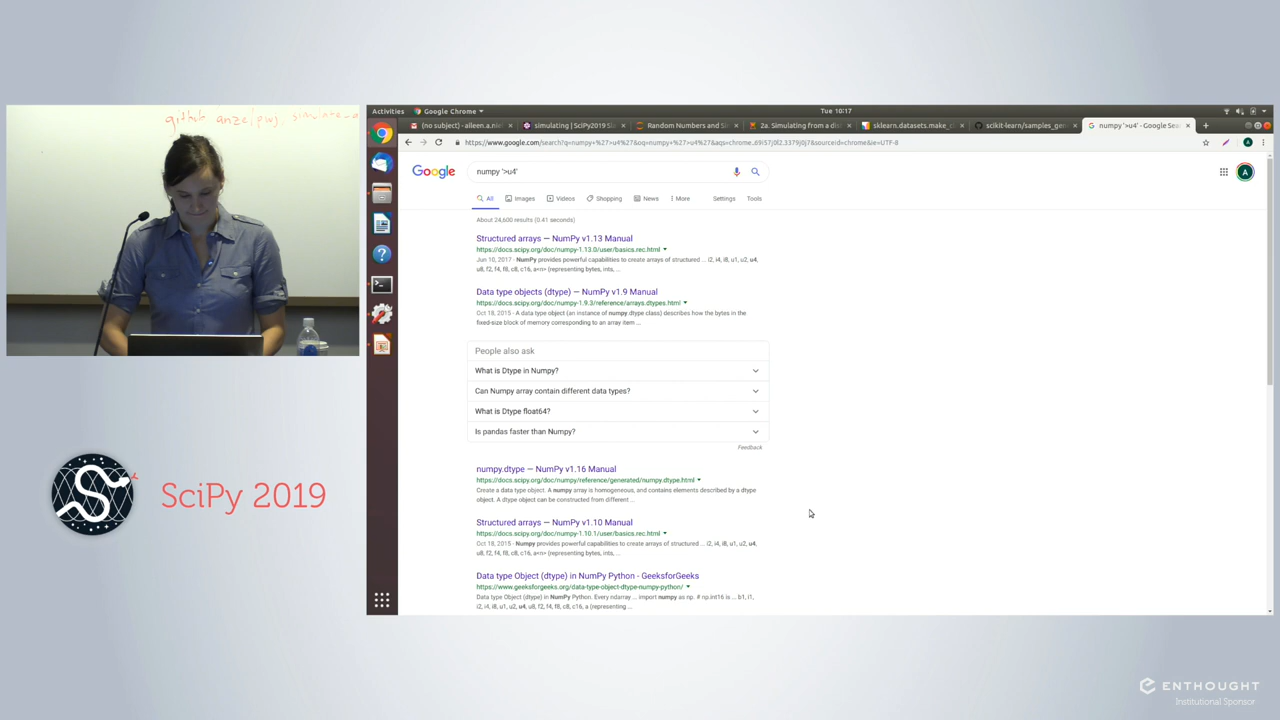 github
Activities
Google Chrome
Tue 10:17
(no subject) - aileen.a.nie
simulating | SciPy2019 Si
Random Numbers and Si
2a. Simulating from a dis
sklearn.datasets.make_c
scikit-learn/samples_gen
numpy '>u4' - Google Sea
https://www.google.com/search?q=numpy+%27>u4%27&oq=numpy+%27>u4%27&aqs=chrome..69i57j0l2.3379j0j7&sourceid=chrome&ie=UTF-8
A
Google
numpy '>u4'
A
All
Images
Videos
Shopping
News
More
Settings
Tools
About 24,600 results (0.41 seconds)
Structured arrays — NumPy v1.13 Manual
https://docs.scipy.org/doc/numpy-1.13.0/user/basics.rec.html
Jun 10, 2017 - NumPy provides powerful capabilities to create arrays of structured ... i2, i4, i8, u1, u2, u4,
u8, f2, f4, f8, c8, c16, a<n> (representing bytes, ints, ...
Data type objects (dtype) — NumPy v1.9 Manual
https://docs.scipy.org/doc/numpy-1.9.3/reference/arrays.dtypes.html
Oct 18, 2015 - A data type object (an instance of numpy.dtype class) describes how the bytes in the
fixed-size block of memory corresponding to an array item ...
People also ask
What is Dtype in Numpy?
Can Numpy array contain different data types?
What is Dtype float64?
Is pandas faster than Numpy?
Feedback
numpy.dtype — NumPy v1.16 Manual
https://docs.scipy.org/doc/numpy/reference/generated/numpy.dtype.html
Create a data type object. A numpy array is homogeneous, and contains elements described by a dtype
object. A dtype object can be constructed from different ...
Structured arrays — NumPy v1.10 Manual
https://docs.scipy.org/doc/numpy-1.10.1/user/basics.rec.html
Oct 18, 2015 - Numpy provides powerful capabilities to create arrays of structured ... i2, i4, i8, u1, u2, u4,
u8, f2, f4, f8, c8, c16, a<n> (representing bytes, ints, ...
Data type Object (dtype) in NumPy Python - GeeksforGeeks
https://www.geeksforgeeks.org/data-type-object-dtype-numpy-python/
Data type Object (dtype) in NumPy Python. Every ndarray ... import numpy as np. # np.int16 is ... b1, i1,
i2, i4, i8, u1, u2, u4, u8, f2, f4, f8, c8, c16, a (representing ...
S
SciPy 2019
e ENTHOUGHT
Institutional Sponsor